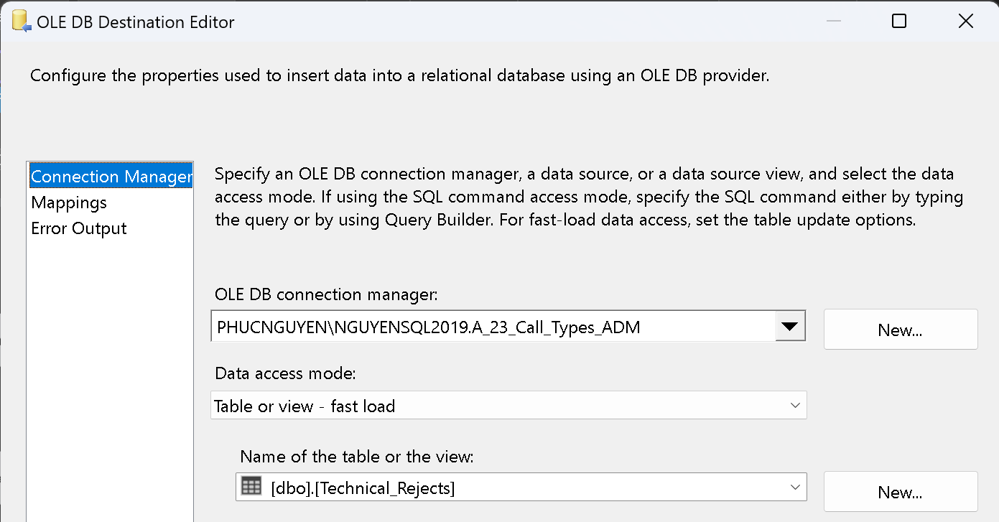 OLE DB Destination Editor
Configure the properties used to insert data into a relational database using an OLE DB provider.
Connection Manager
Mappings
Error Output
Specify an OLE DB connection manager, a data source, or a data source view, and select the data
access mode. If using the SQL command access mode, specify the SQL command either by typing
the query or by using Query Builder. For fast-load data access, set the table update options.
OLE DB connection manager:
PHUCNGUYEN\NGUYENSQL2019.A_23_Call_Types_ADM
New...
Data access mode:
Table or view - fast load
Name of the table or the view:
[dbo].[Technical_Rejects]
New...